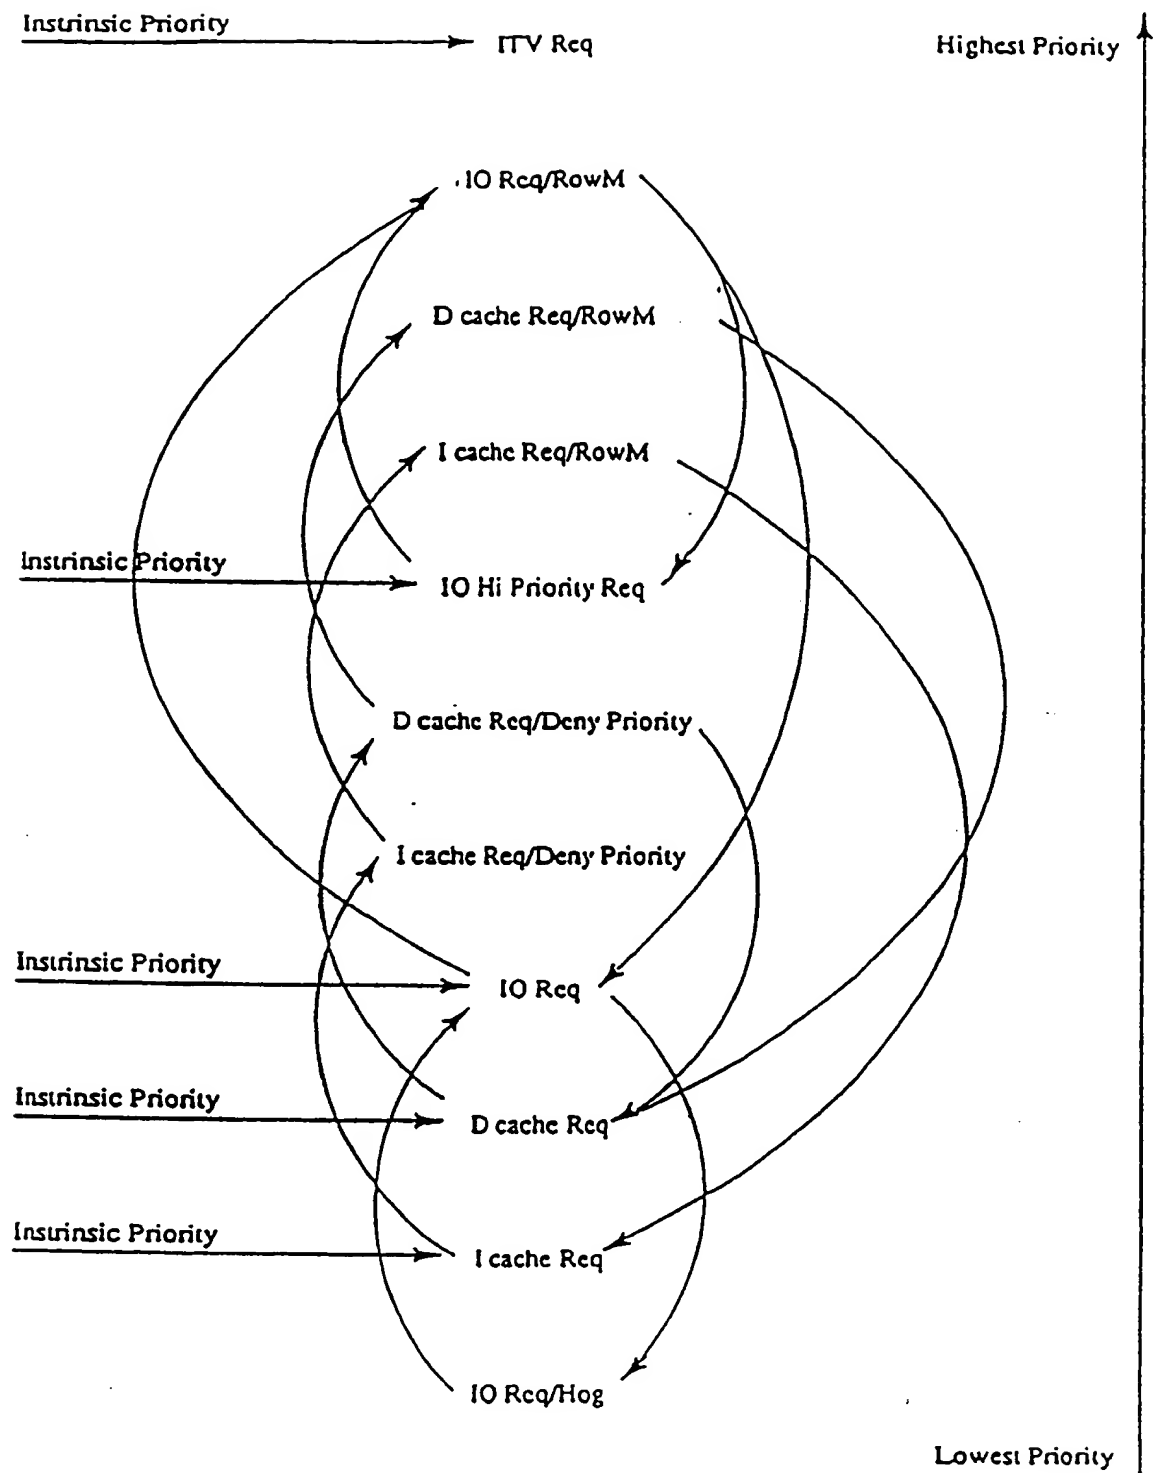 Instrinsic Priority
ITV Req
Highest Priority
IO Req/RowM
D cache Req/RowM
I cache Req/RowM
Instrinsic Priority
IO Hi Priority Req
D cache Req/Deny Priority
I cache Req/Deny Priority
Instrinsic Priority
IO Req
Instrinsic Priority
D cache Req
Instrinsic Priority
I cache Req
IO Req/Hog
Lowest Priority